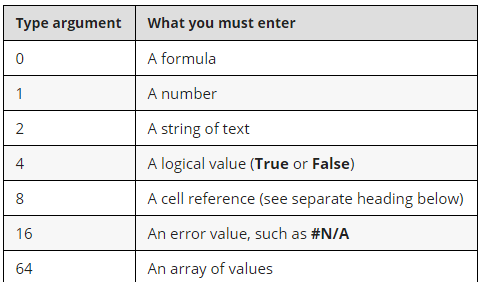 Type argument What you must enter
0 A formula
1 A number
2 A string of text
4 A logical value (True or False)
8 A cell reference (see separate heading below)
16 An error value, such as #N/A
64 An array of values